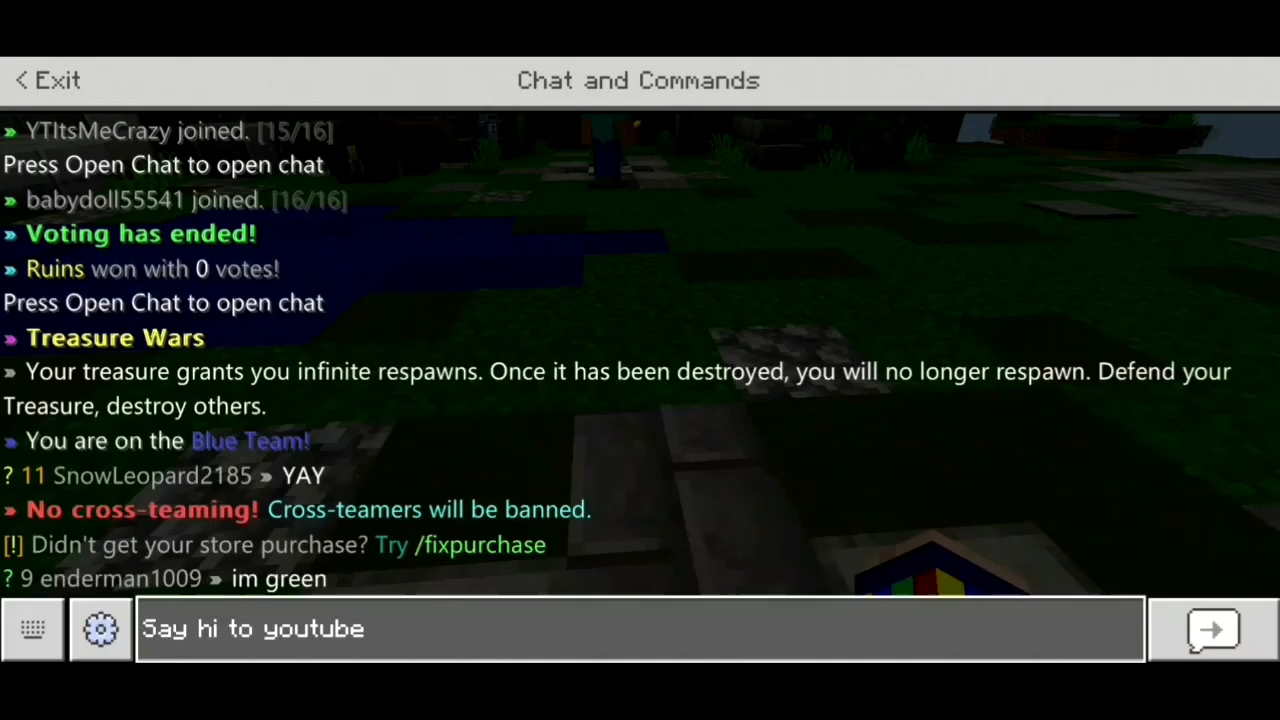 < Exit
Chat and Commands
» YTItsMeCrazy joined. [15/16]
Press Open Chat to open chat
» babydoll55541 joined. [16/16]
» Voting has ended!
» Ruins won with 0 votes!
Press Open Chat to open chat
» Treasure Wars
» Your treasure grants you infinite respawns. Once it has been destroyed, you will no longer respawn. Defend your
Treasure, destroy others.
» You are on the Blue Team!
? 11 SnowLeopard2185 » YAY
» No cross-teaming! Cross-teamers will be banned.
[!] Didn't get your store purchase? Try /fixpurchase
? 9 enderman1009 » im green
Say hi to youtube